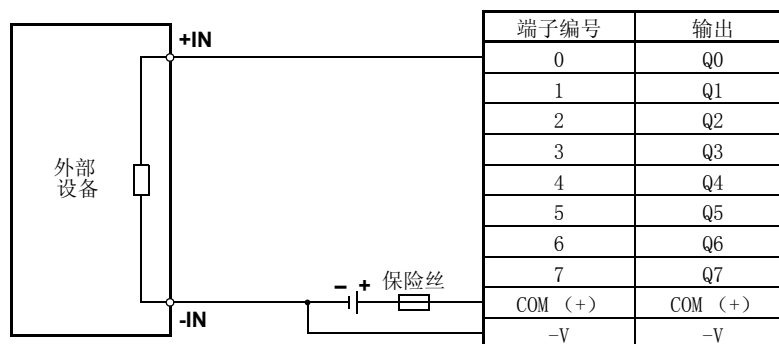 +IN
外部
设备
-IN
− +
保险丝
端子编号 输出
0 Q0
1 Q1
2 Q2
3 Q3
4 Q4
5 Q5
6 Q6
7 Q7
COM （+） COM （+）
-V -V